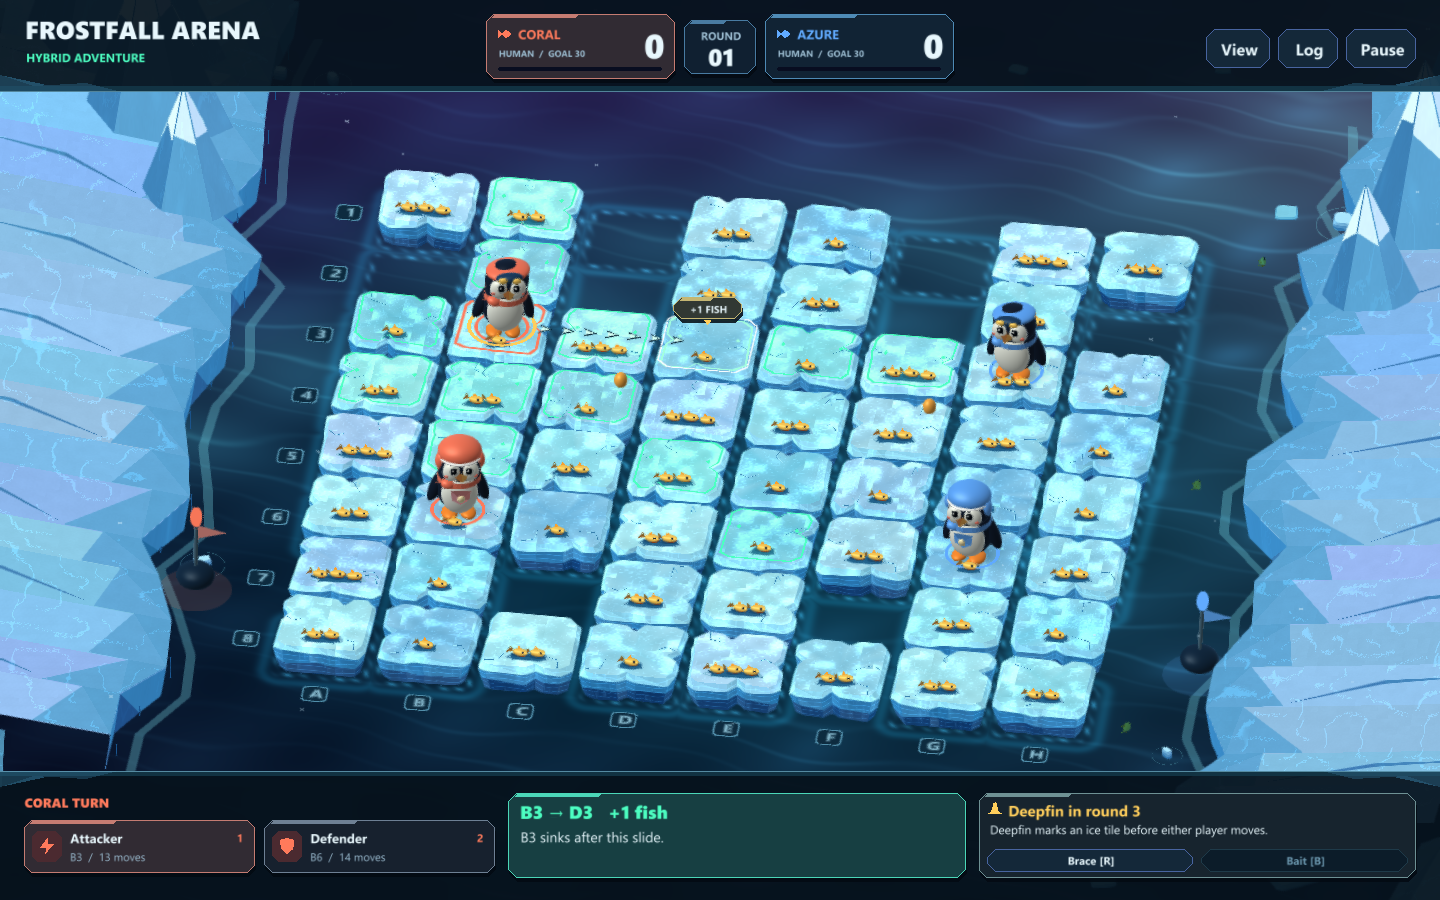 FROSTFALL ARENA
HYBRID ADVENTURE
CORAL
HUMAN / GOAL 30
0
ROUND
01
AZURE
HUMAN / GOAL 30
0
View
Log
Pause
1
2
3
4
5
6
7
8
+1 FISH
A
B
C
D
E
F
G
H
CORAL TURN
Attacker
1
B3 / 13 moves
Defender
2
B6 / 14 moves
B3 → D3 +1 fish
B3 sinks after this slide.
Deepfin in round 3
Deepfin marks an ice tile before either player moves.
Brace [R]
Bait [B]